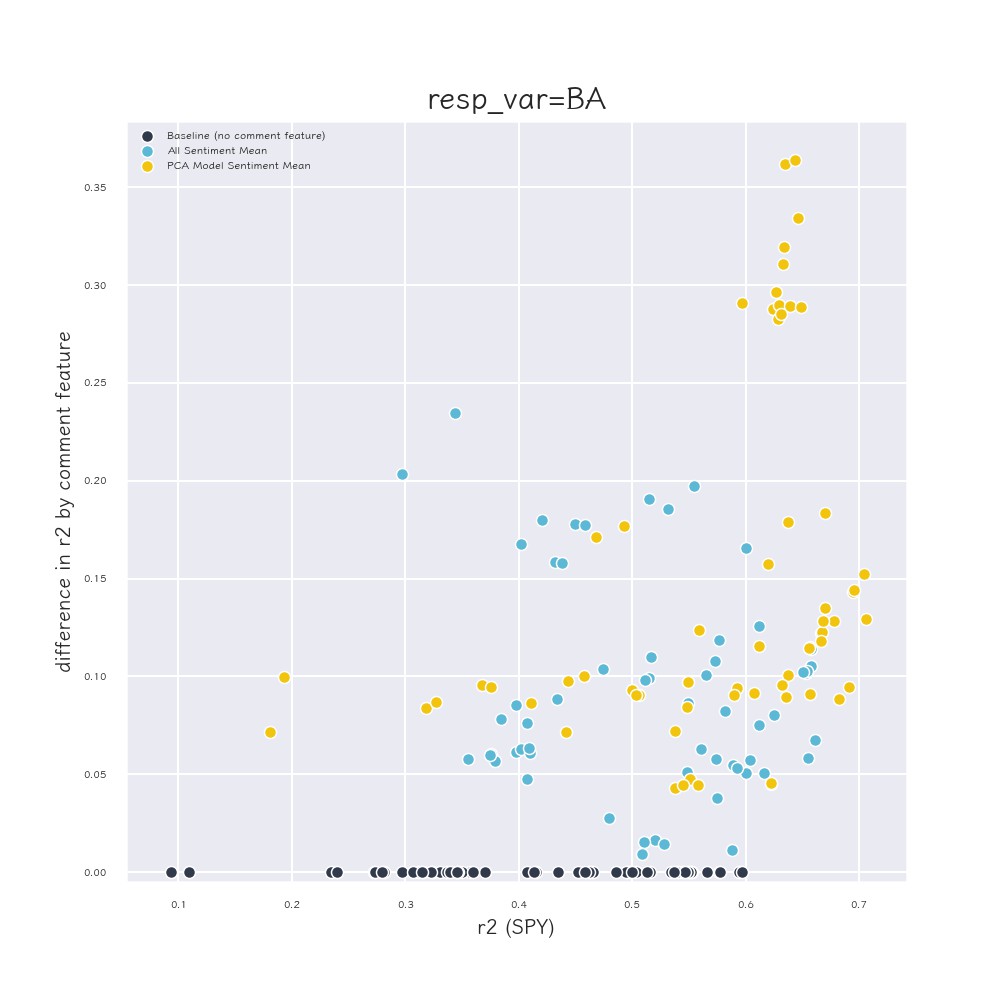 resp_var=BA
Baseline (no comment feature)
All Sentiment Mean
PCA Model Sentiment Mean
difference in r2 by comment feature
0.35
0.30
0.25
0.20
0.15
0.10
0.05
0.00
0.1 0.2 0.3 0.4 0.5 0.6 0.7
r2 (SPY)